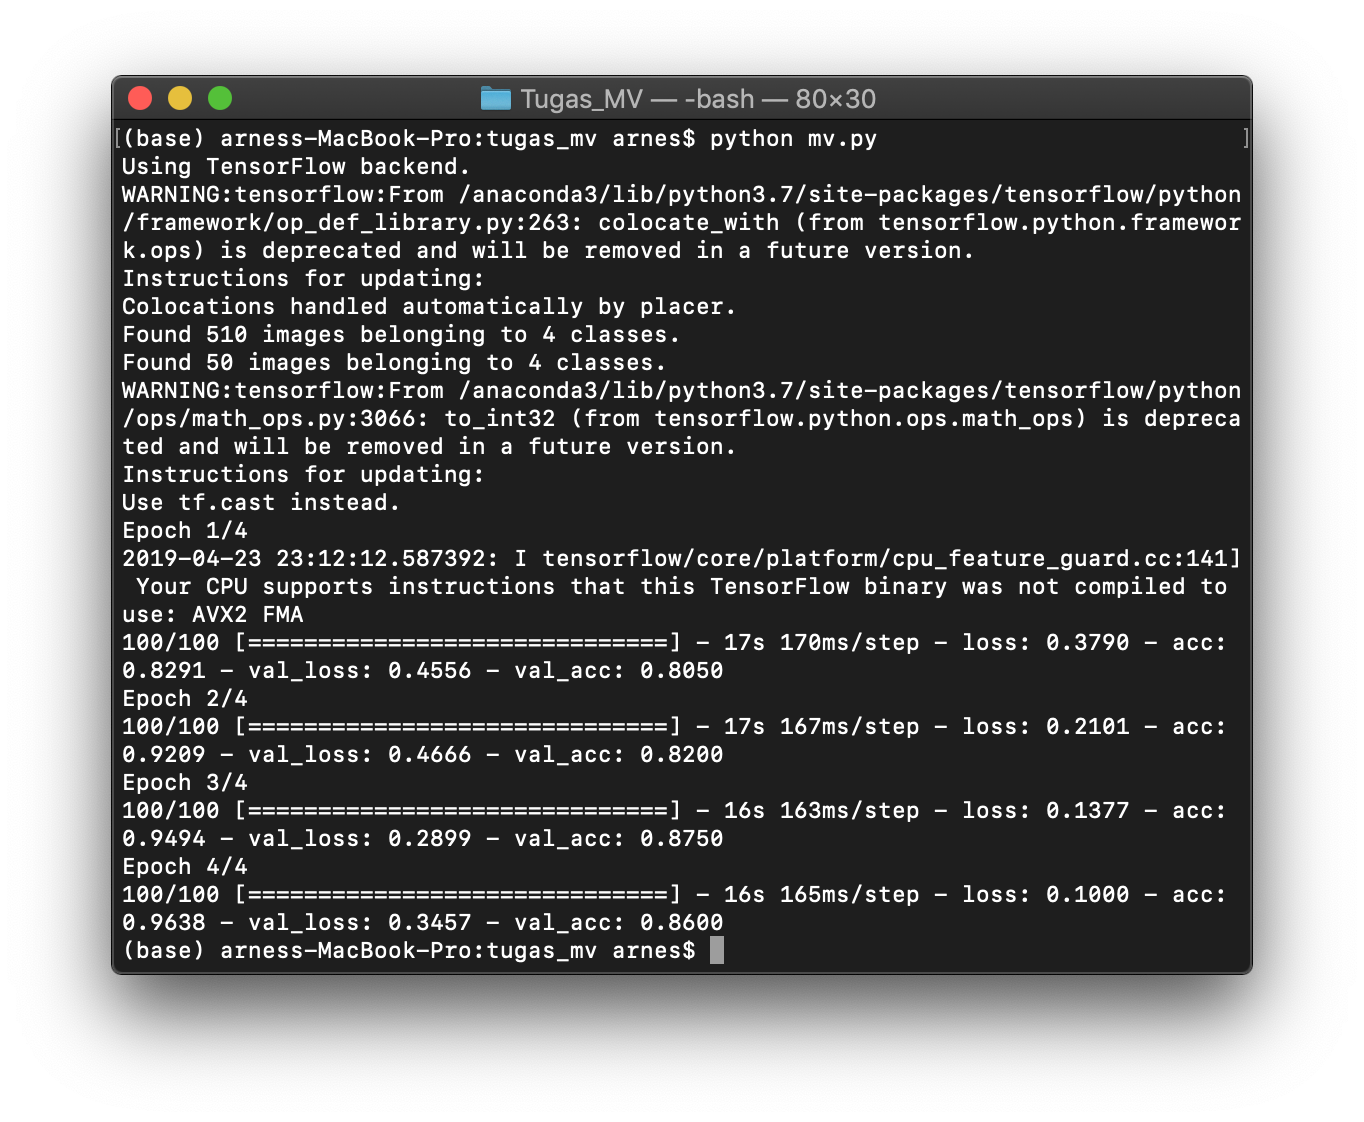 Tugas_MV — -bash — 80×30
[(base) arness-MacBook-Pro:tugas_mv arnes$ python mv.py ]
Using TensorFlow backend.
WARNING:tensorflow:From /anaconda3/lib/python3.7/site-packages/tensorflow/python
/framework/op_def_library.py:263: colocate_with (from tensorflow.python.framewor
k.ops) is deprecated and will be removed in a future version.
Instructions for updating:
Colocations handled automatically by placer.
Found 510 images belonging to 4 classes.
Found 50 images belonging to 4 classes.
WARNING:tensorflow:From /anaconda3/lib/python3.7/site-packages/tensorflow/python
/ops/math_ops.py:3066: to_int32 (from tensorflow.python.ops.math_ops) is depreca
ted and will be removed in a future version.
Instructions for updating:
Use tf.cast instead.
Epoch 1/4
2019-04-23 23:12:12.587392: I tensorflow/core/platform/cpu_feature_guard.cc:141]
 Your CPU supports instructions that this TensorFlow binary was not compiled to
use: AVX2 FMA
100/100 [==============================] - 17s 170ms/step - loss: 0.3790 - acc:
0.8291 - val_loss: 0.4556 - val_acc: 0.8050
Epoch 2/4
100/100 [==============================] - 17s 167ms/step - loss: 0.2101 - acc:
0.9209 - val_loss: 0.4666 - val_acc: 0.8200
Epoch 3/4
100/100 [==============================] - 16s 163ms/step - loss: 0.1377 - acc:
0.9494 - val_loss: 0.2899 - val_acc: 0.8750
Epoch 4/4
100/100 [==============================] - 16s 165ms/step - loss: 0.1000 - acc:
0.9638 - val_loss: 0.3457 - val_acc: 0.8600
(base) arness-MacBook-Pro:tugas_mv arnes$